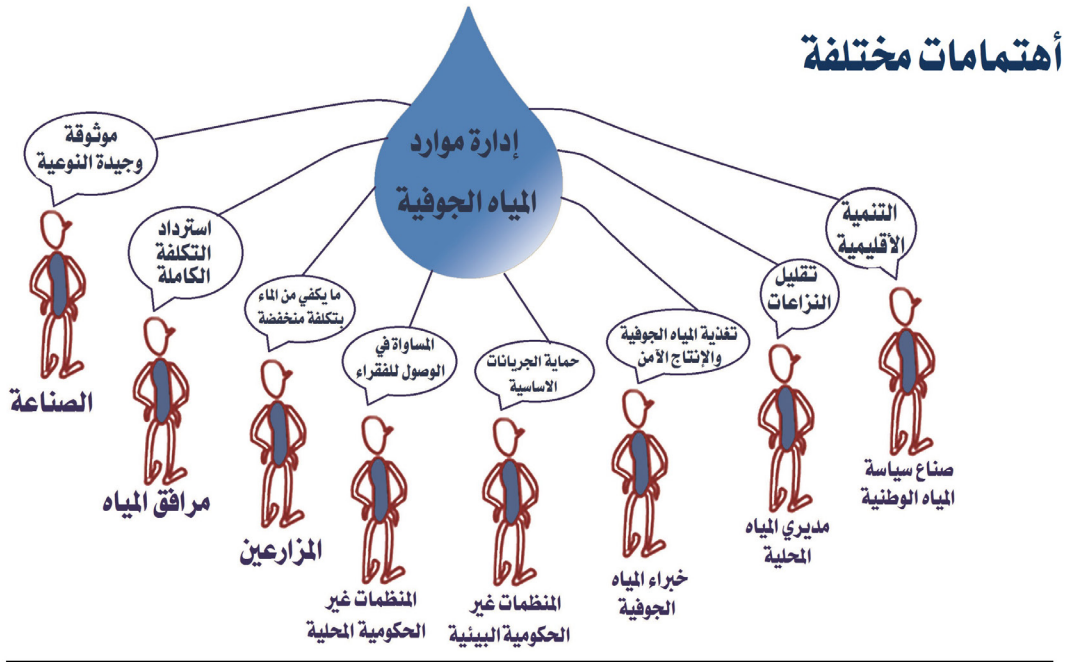 أهتمامات مختلفة
إدارة موارد
المياه الجوفية
التنمية
الأقليمية
صناع سياسة
المياه الوطنية
تقليل
النزاعات
مديري المياه
المحلية
تغذية المياه الجوفية
والإنتاج الآمن
خبراء المياه
الجوفية
حماية الجريانات
الاساسية
المنظمات غير
الحكومية البيئية
المساواة في
الوصول للفقراء
المنظمات غير
الحكومية المحلية
ما يكفي من الماء
بتكلفة منخفضة
المزارعين
استرداد
التكلفة
الكاملة
مرافق المياه
موثوقة
وجيدة النوعية
الصناعة